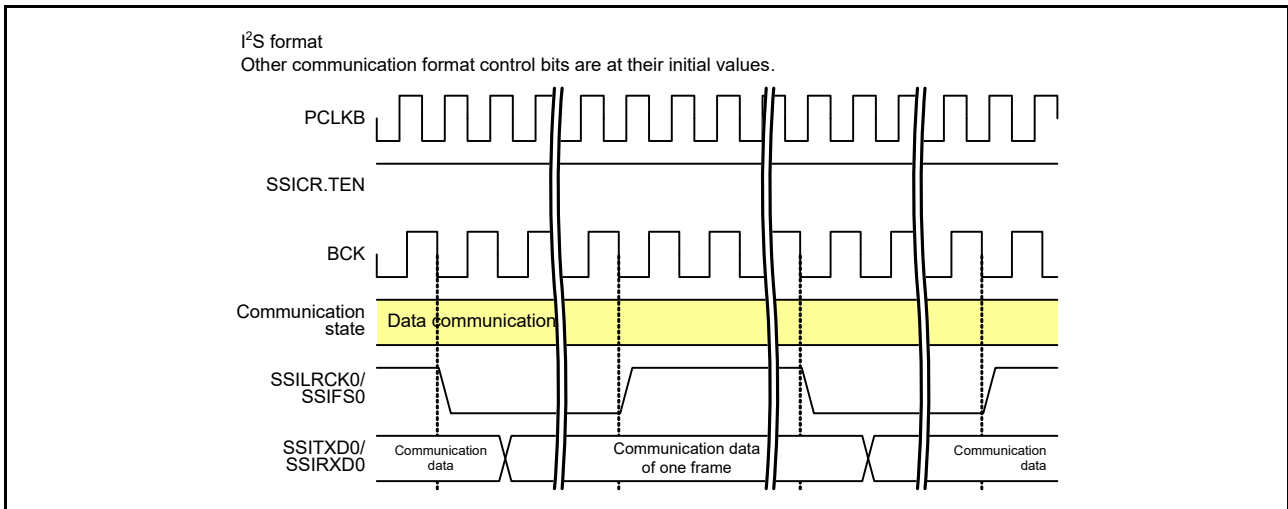 I²S format
Other communication format control bits are at their initial values.
PCLKB
SSICR.TEN
BCK
Communication
state
Data communication
SSILRCK0/
SSIFS0
SSITXD0/
SSIRXD0
Communication
data
Communication data
of one frame
Communication
data